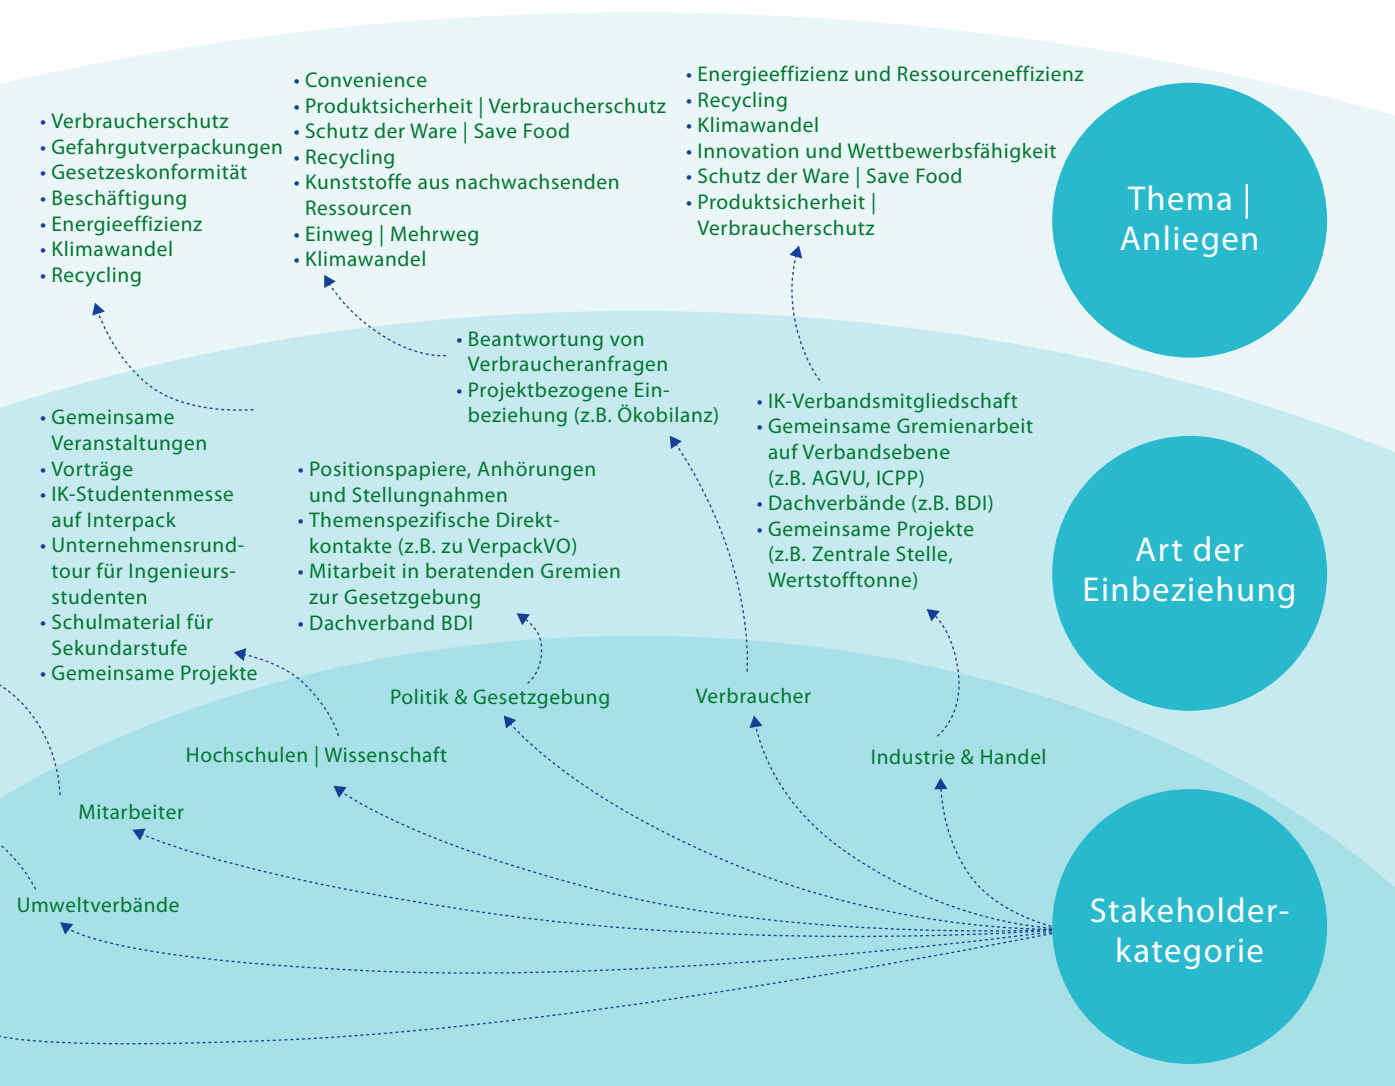 • Verbraucherschutz
• Gefahrgutverpackungen
• Gesetzeskonformität
• Beschäftigung
• Energieeffizienz
• Klimawandel
• Recycling
• Convenience
• Produktsicherheit | Verbraucherschutz
• Schutz der Ware | Save Food
• Recycling
• Kunststoffe aus nachwachsenden
Ressourcen
• Einweg | Mehrweg
• Klimawandel
• Energieeffizienz und Ressourceneffizienz
• Recycling
• Klimawandel
• Innovation und Wettbewerbsfähigkeit
• Schutz der Ware | Save Food
• Produktsicherheit |
Verbraucherschutz
Thema |
Anliegen
• Gemeinsame
Veranstaltungen
• Vorträge
• IK-Studentenmesse
auf Interpack
• Unternehmensrund-
tour für Ingenieurs-
studenten
• Schulmaterial für
Sekundarstufe
• Gemeinsame Projekte
• Positionspapiere, Anhörungen
und Stellungnahmen
• Themenspezifische Direkt-
kontakte (z.B. zu VerpackVO)
• Mitarbeit in beratenden Gremien
zur Gesetzgebung
• Dachverband BDI
• Beantwortung von
Verbraucheranfragen
• Projektbezogene Ein-
beziehung (z.B. Ökobilanz)
• IK-Verbandsmitgliedschaft
• Gemeinsame Gremienarbeit
auf Verbandsebene
(z.B. AGVU, ICPP)
• Dachverbände (z.B. BDI)
• Gemeinsame Projekte
(z.B. Zentrale Stelle,
Wertstofftonne)
Art der
Einbeziehung
Politik & Gesetzgebung
Verbraucher
Hochschulen | Wissenschaft
Industrie & Handel
Mitarbeiter
Umweltverbände
Stakeholder-
kategorie